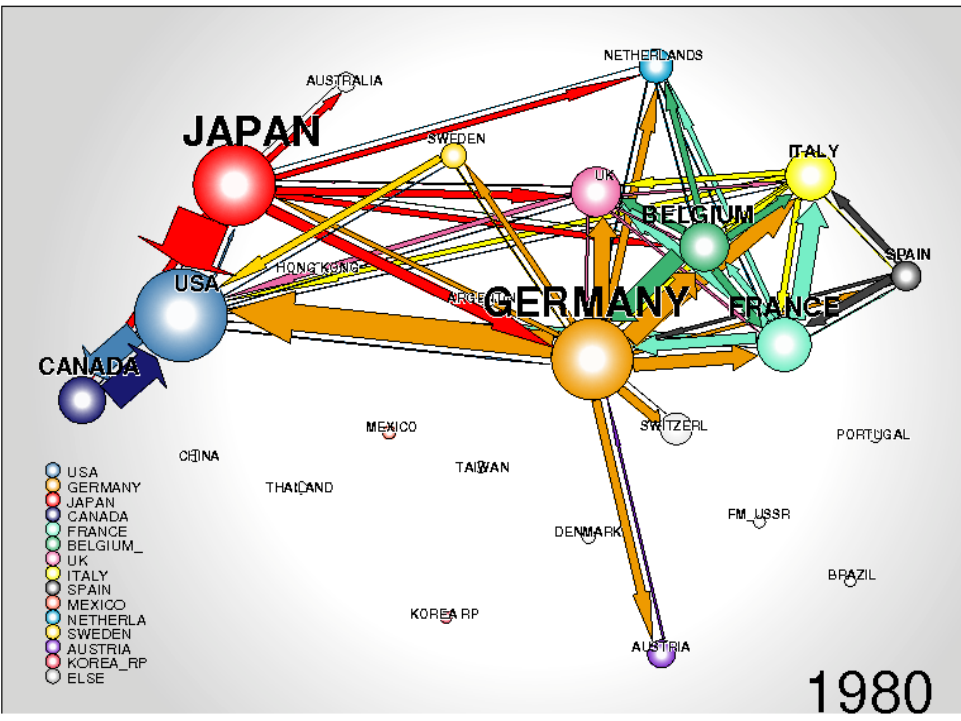 NETHERLANDS
AUSTRALIA
JAPAN
SWEDEN
ITALY
UK
BELGIUM
SPAIN
HONG KONG
USA
ARGENTIN
GERMANY
FRANCE
CANADA
MEXICO
SWITZERL
PORTUGAL
CHINA
TAIWAN
THAILAND
FM_USSR
DENMARK
BRAZIL
KOREA RP
AUSTRIA
USA
GERMANY
JAPAN
CANADA
FRANCE
BELGIUM_
UK
ITALY
SPAIN
MEXICO
NETHERLA
SWEDEN
AUSTRIA
KOREA_RP
ELSE
1980